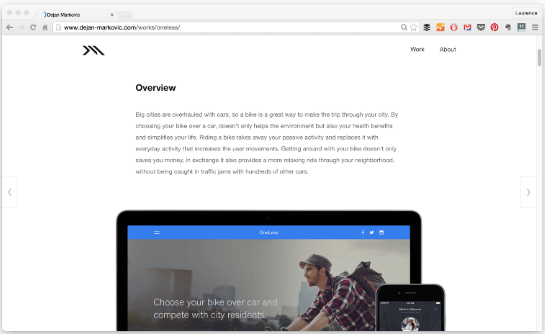 Dejan Markovic
Laurence
www.dejan-markovic.com/works/oneless/
Work About
Overview
Big cities are overhauled with cars, so a bike is a great way to make the trip through your city. By
choosing your bike over a car, doesn't only helps the environment but also your health benefits
and simplifies your life. Riding a bike takes away your passive activity and replaces it with
everyday activity that increases the user movements. Getting around with your bike doesn't only
saves you money, in exchange it also provides a more relaxing ride through your neighborhood,
without being caught in traffic jams with hundreds of other cars.
OneLess
Choose your bike over car and
compete with city residents.